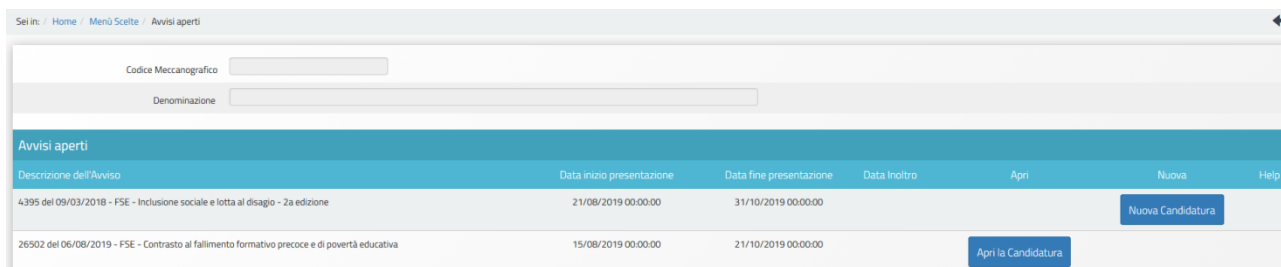 Sei in: / Home / Menù Scelte / Avvisi aperti
Codice Meccanografico
Denominazione
Avvisi aperti
Descrizione dell'Avviso Data inizio presentazione Data fine presentazione Data Inoltro Apri Nuova Help
4395 del 09/03/2018 - FSE - Inclusione sociale e lotta al disagio - 2a edizione 21/08/2019 00:00:00 31/10/2019 00:00:00 Nuova Candidatura
26502 del 06/08/2019 - FSE - Contrasto al fallimento formativo precoce e di povertà educativa 15/08/2019 00:00:00 21/10/2019 00:00:00 Apri la Candidatura